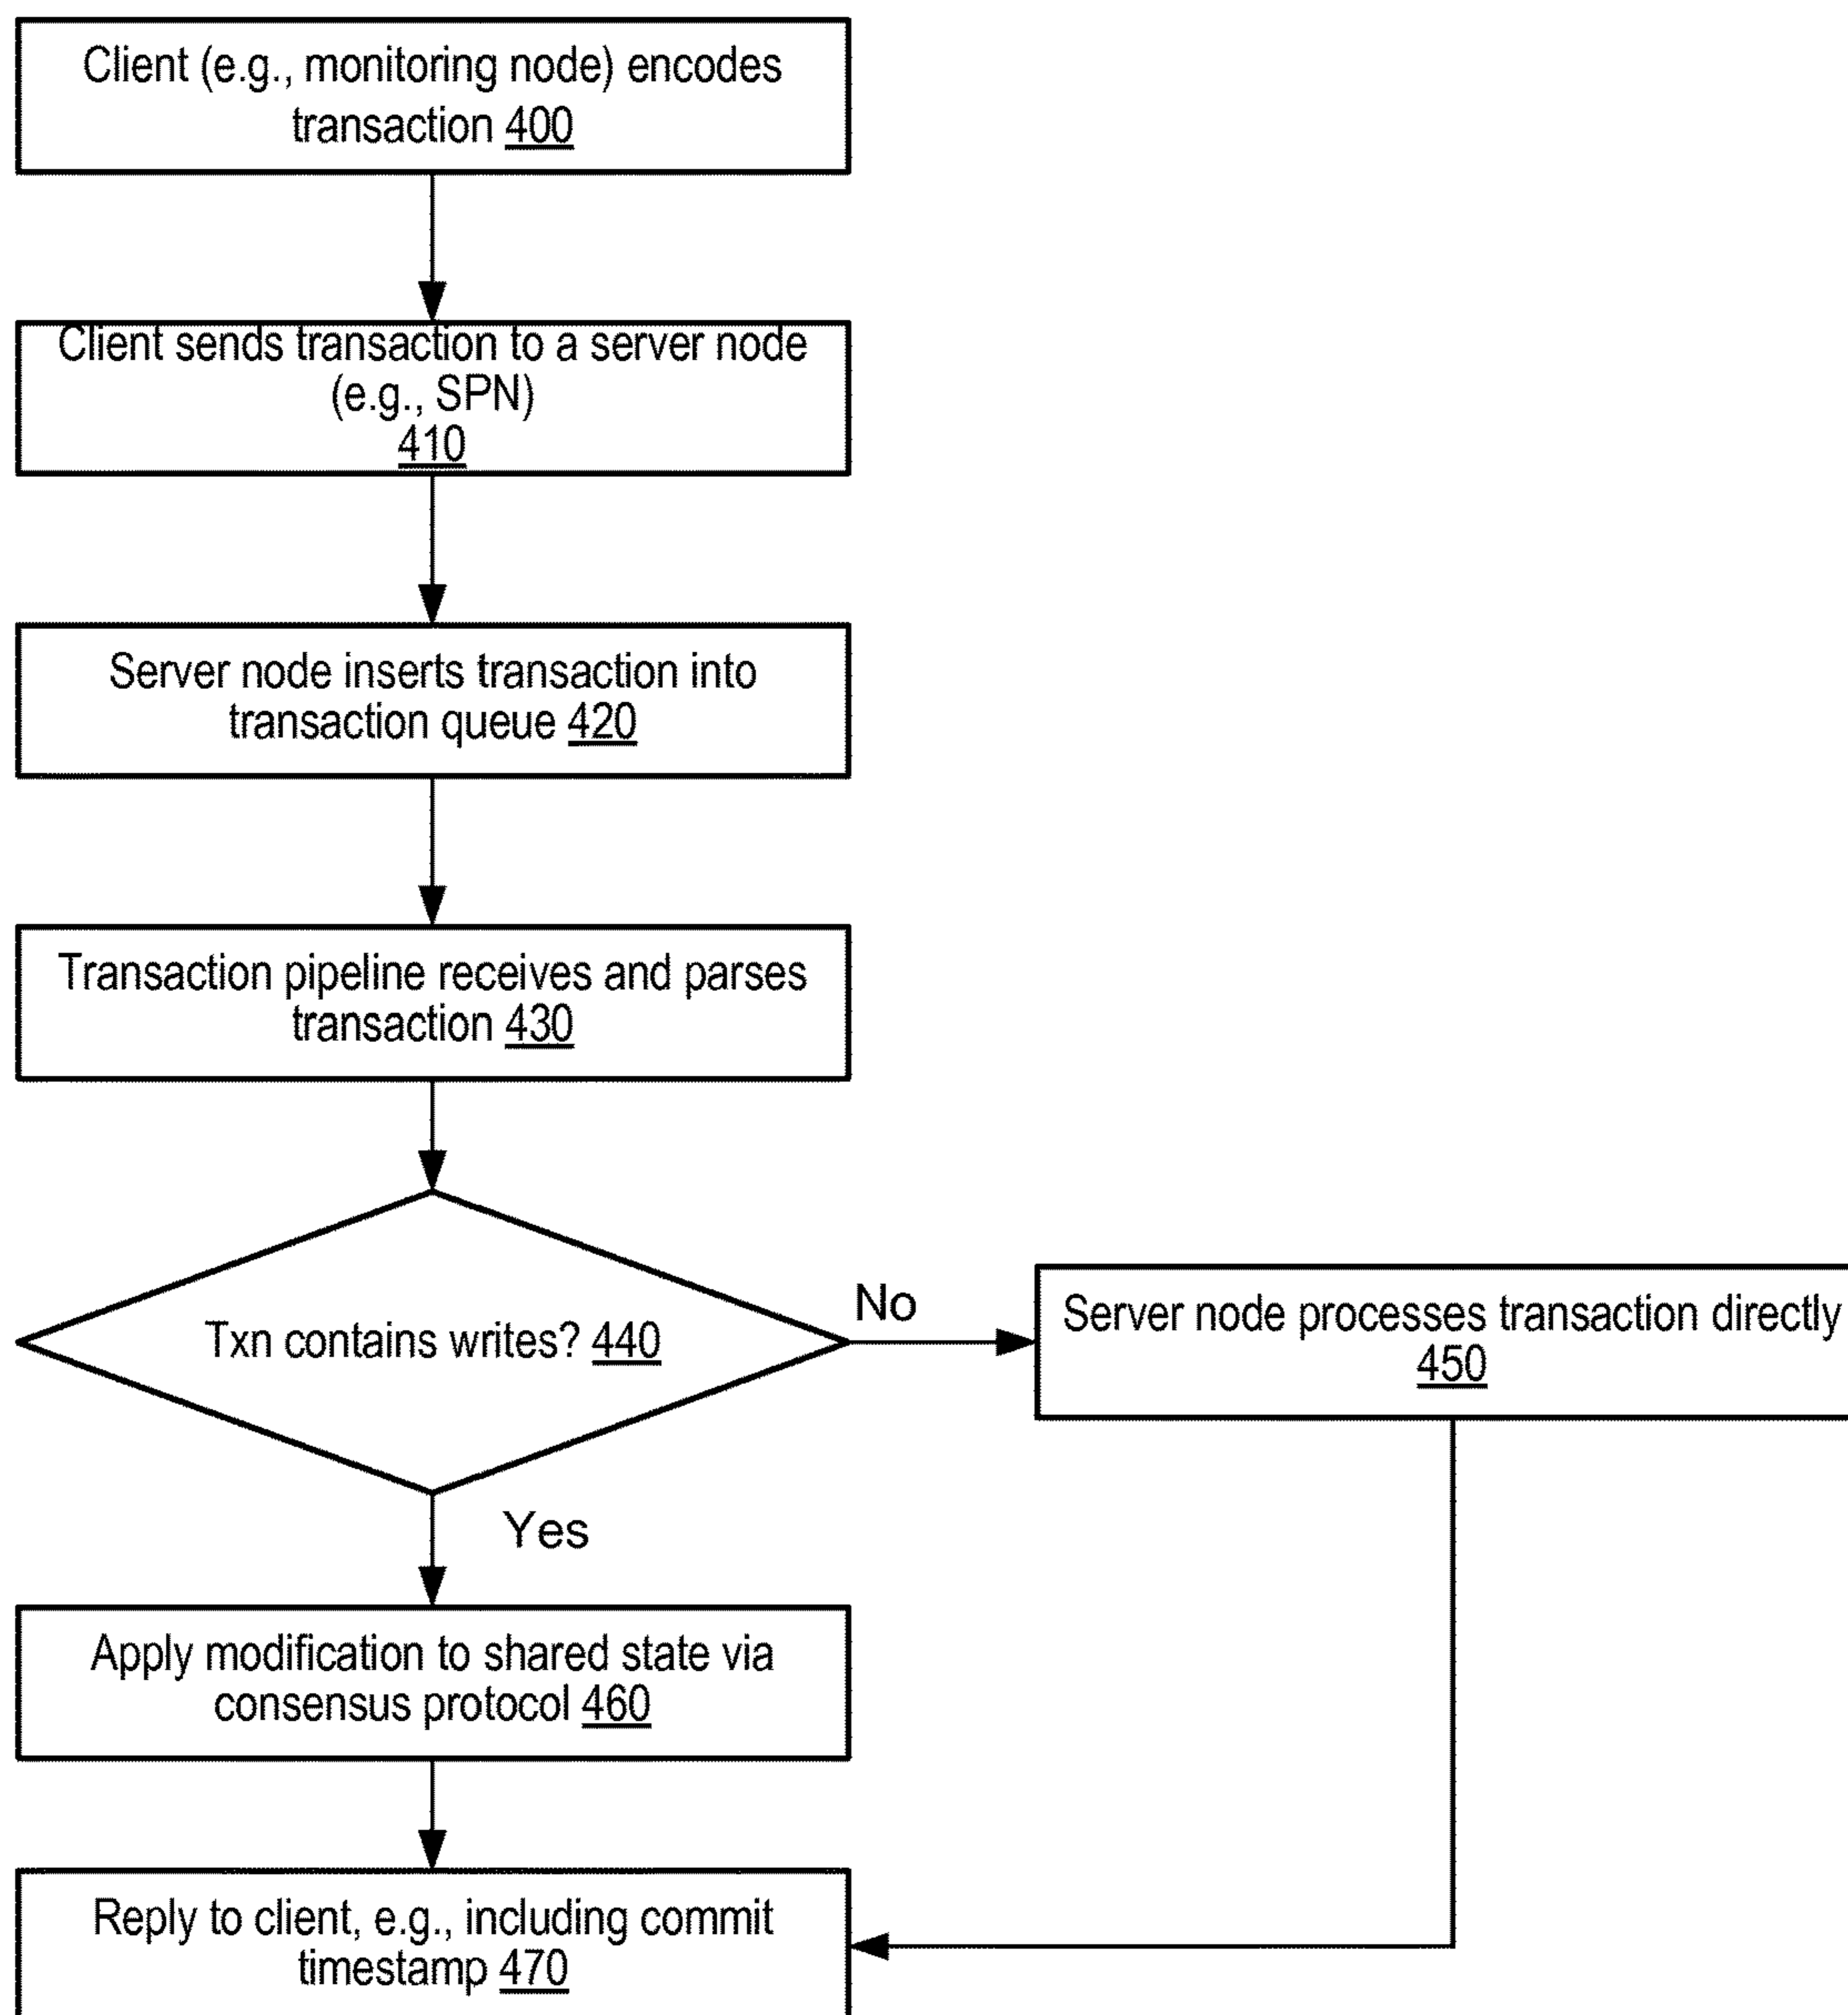 Client (e.g., monitoring node) encodes
transaction 400
Client sends transaction to a server node
(e.g., SPN)
410
Server node inserts transaction into
transaction queue 420
Transaction pipeline receives and parses
transaction 430
Txn contains writes? 440
No
Server node processes transaction directly
450
Yes
Apply modification to shared state via
consensus protocol 460
Reply to client, e.g., including commit
timestamp 470